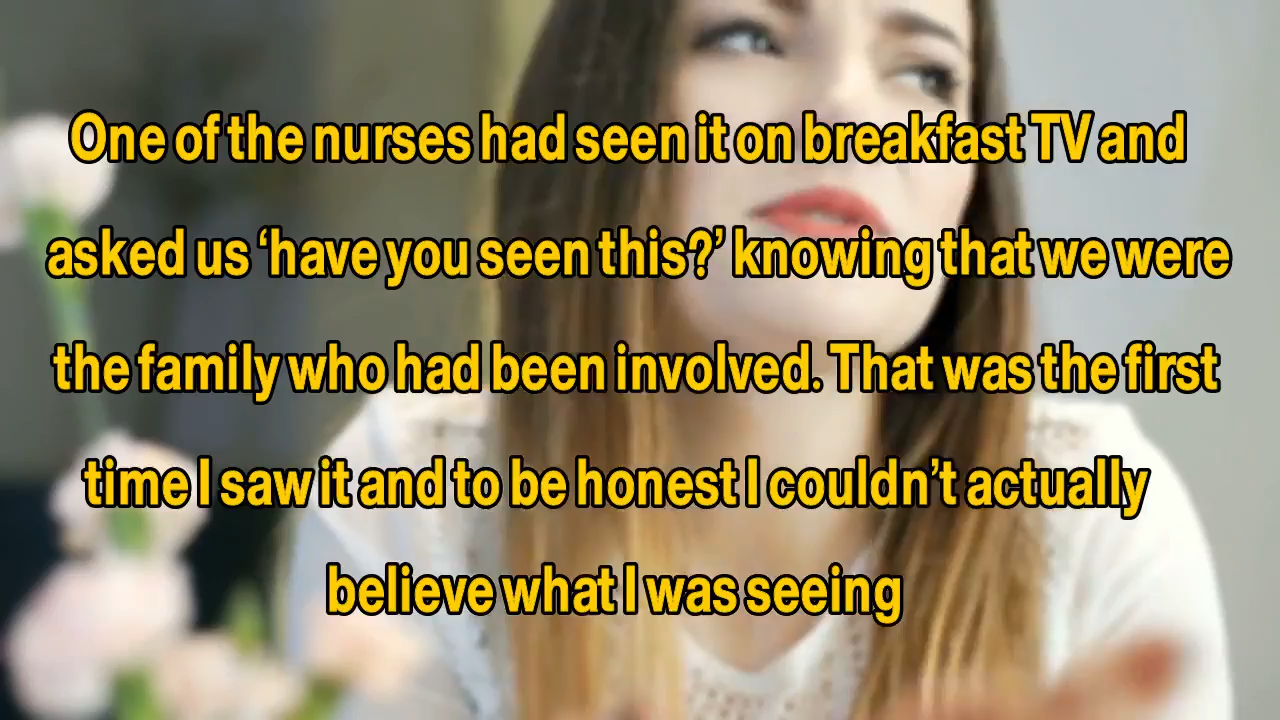 One of the nurses had seen it on breakfast TV and
asked us ‘have you seen this?’ knowing that we were
the family who had been involved. That was the first
time I saw it and to be honest I couldn’t actually
believe what I was seeing